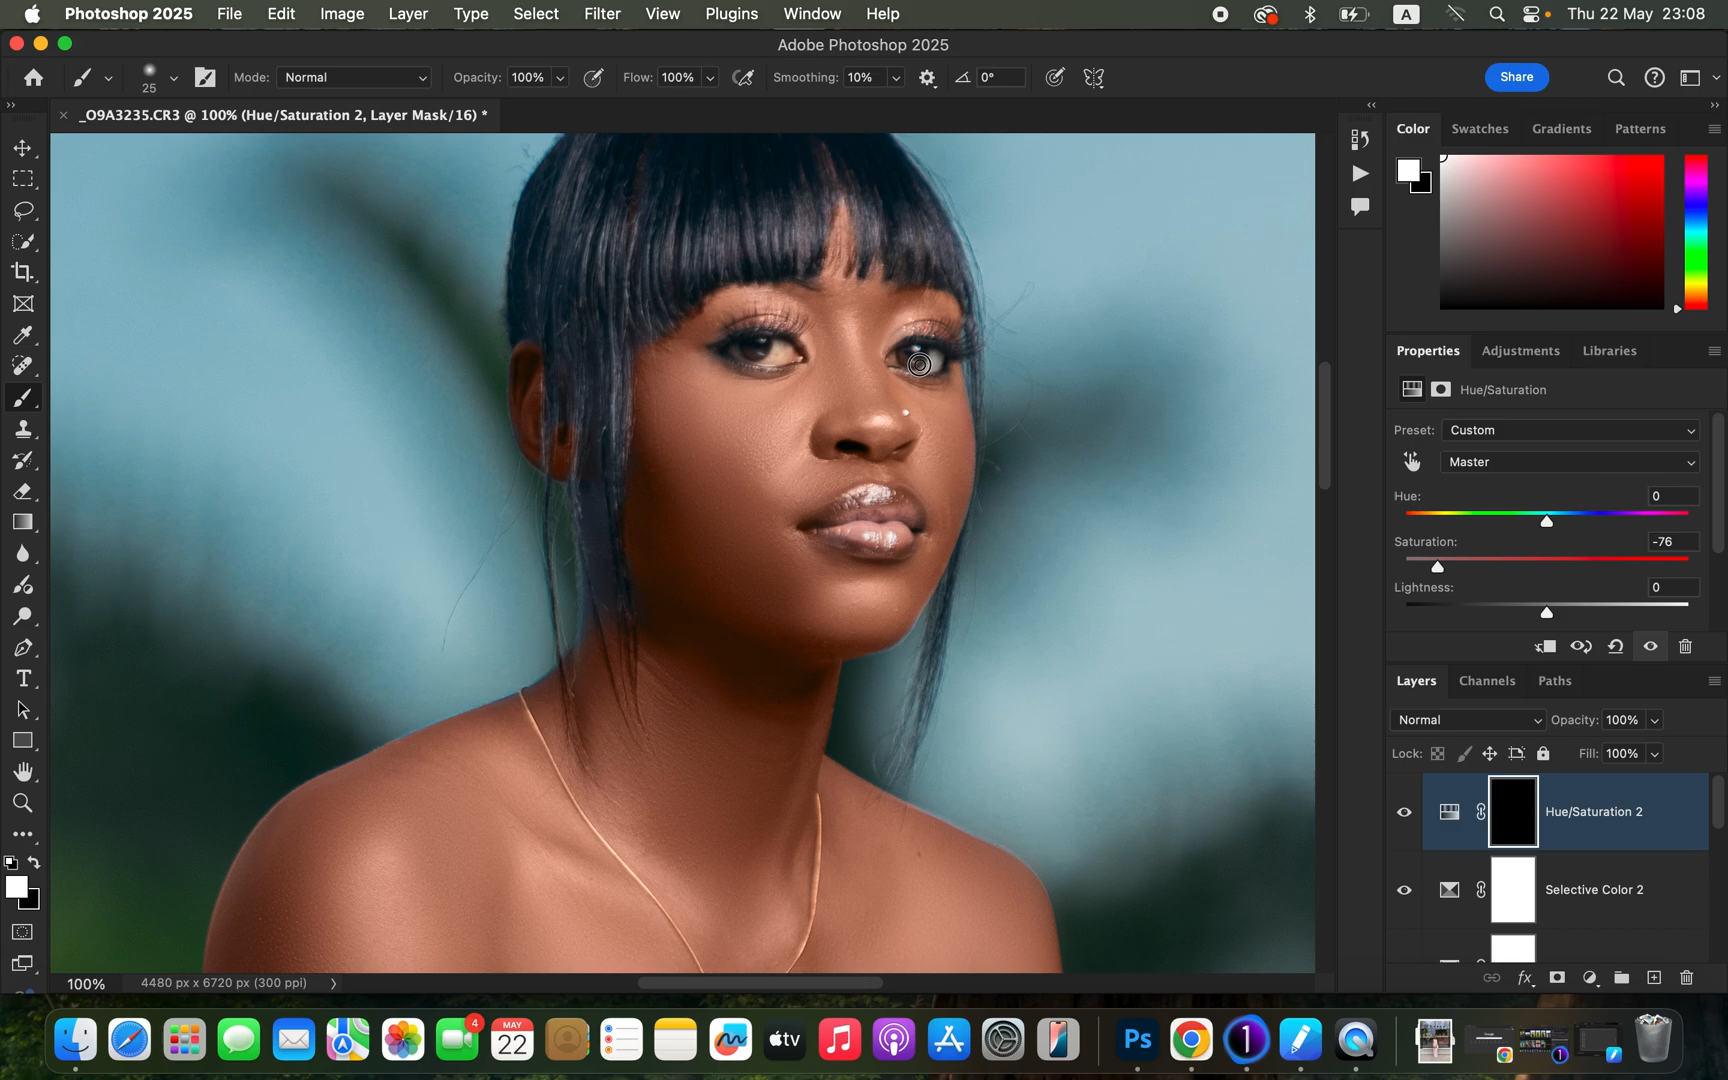 Photoshop 2025 File Edit Image Layer Type Select Filter View Plugins Window Help A Thu 22 May 23:08
Adobe Photoshop 2025
25 Mode: Normal Opacity: 100% Flow: 100% Smoothing: 10% 0° Share
_O9A3235.CR3 @ 100% (Hue/Saturation 2, Layer Mask/16) *
Color Swatches Gradients Patterns
Properties Adjustments Libraries
Hue/Saturation
Preset: Custom
Master
Hue: 0
Saturation: -76
Lightness: 0
Layers Channels Paths
Normal Opacity: 100%
Lock: Fill: 100%
Hue/Saturation 2
Selective Color 2
100% 4480 px x 6720 px (300 ppi)
4
MAY
22
tv
Ps
1